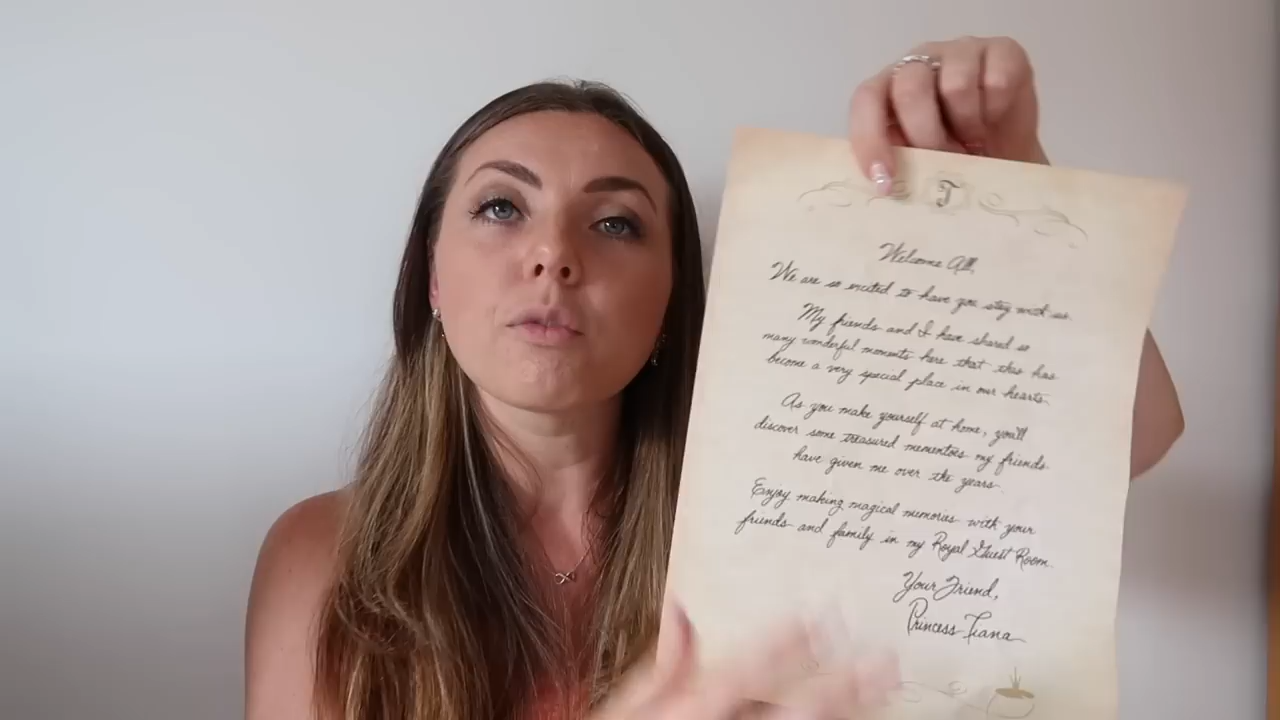 T
Welcome All,
We are so excited to have you stay with us.
My friends and I have shared so
many wonderful moments here that this has
become a very special place in our hearts.
As you make yourself at home, you'll
discover some treasured mementoes my friends
have given me over the years.
Enjoy making magical memories with your
friends and family in my Royal Guest Room.
Your Friend,
Princess Tiana